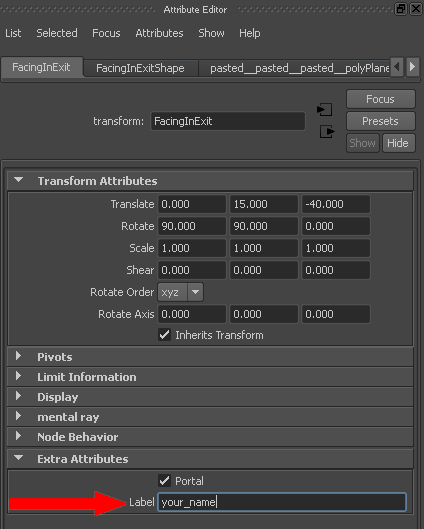 Attribute Editor
List Selected Focus Attributes Show Help
FacingInExit FacingInExitShape pasted__pasted__pasted__polyPlane
Focus
transform: FacingInExit Presets
Show Hide
Transform Attributes
Translate 0.000 15.000 -40.000
Rotate 90.000 90.000 0.000
Scale 1.000 1.000 1.000
Shear 0.000 0.000 0.000
Rotate Order xyz
Rotate Axis 0.000 0.000 0.000
Inherits Transform
Pivots
Limit Information
Display
mental ray
Node Behavior
Extra Attributes
Portal
Label your_name